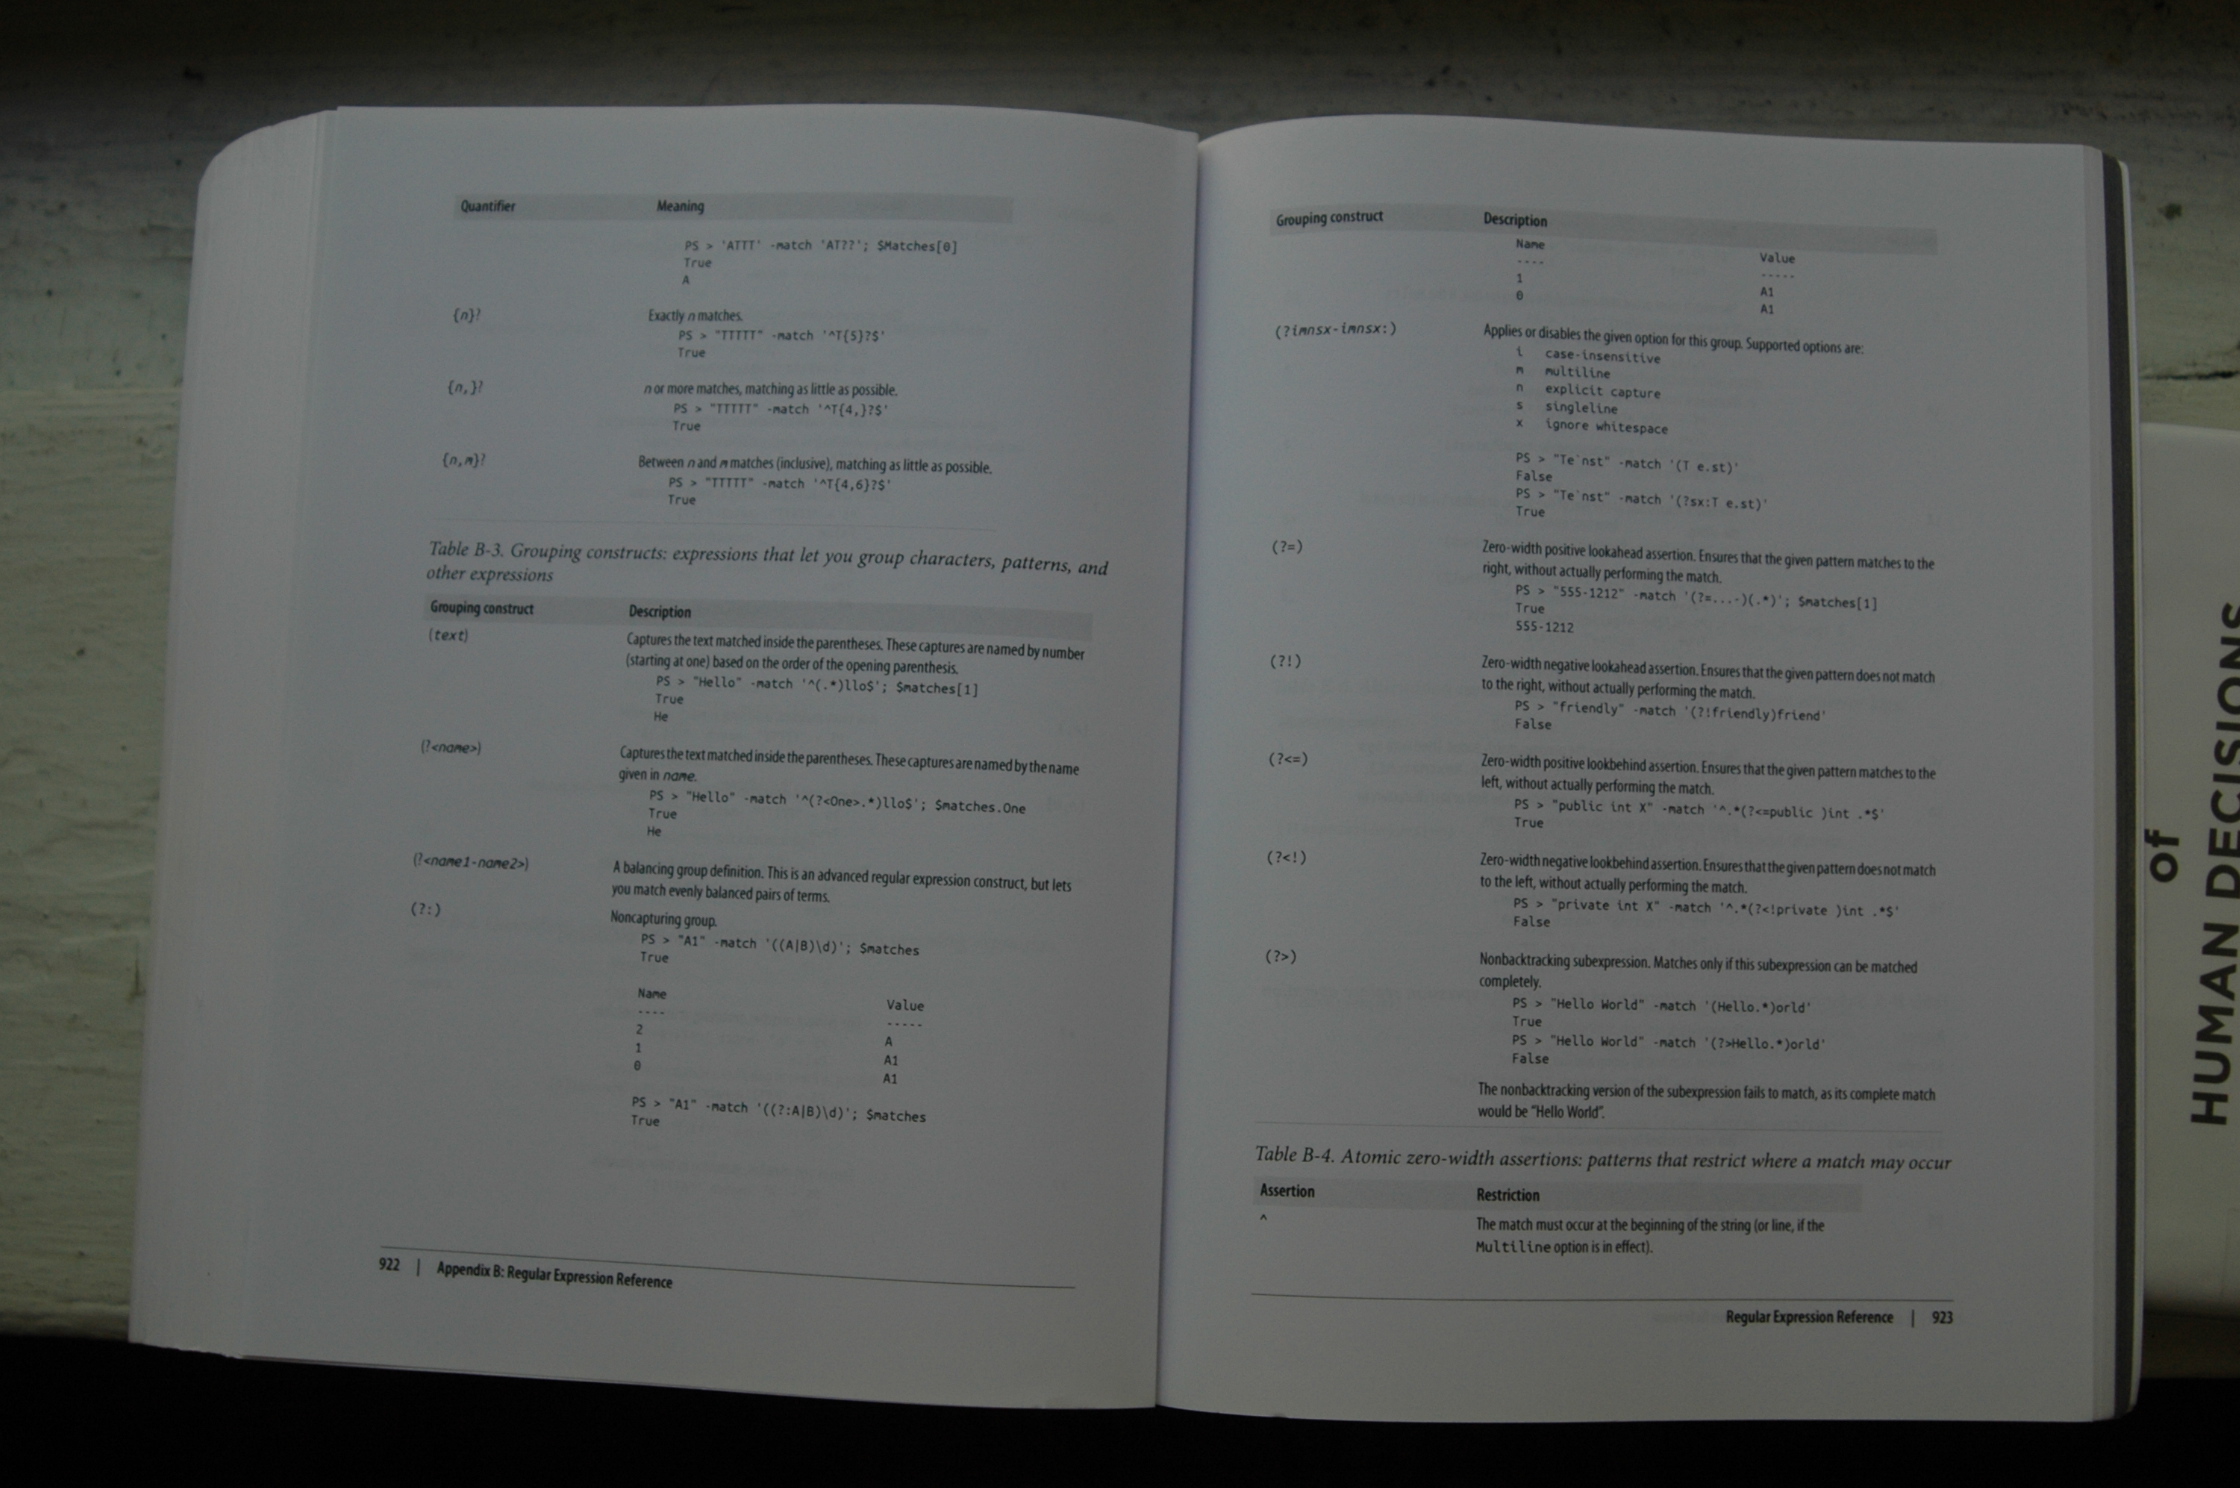 Quantifier Meaning
PS > 'ATTT' -match 'AT??'; $Matches[0]
True
A
{n}? Exactly n matches.
PS > "TTTTT" -match '^T{5}?$'
True
{n,}? n or more matches, matching as little as possible.
PS > "TTTTT" -match '^T{4,}?$'
True
{n,m}? Between n and m matches (inclusive), matching as little as possible.
PS > "TTTTT" -match '^T{4,6}?$'
True
Table B-3. Grouping constructs: expressions that let you group characters, patterns, and
other expressions
Grouping construct Description
(text) Captures the text matched inside the parentheses. These captures are named by number
(starting at one) based on the order of the opening parenthesis.
PS > "Hello" -match '^(.*)llo$'; $matches[1]
True
He
(?<name>) Captures the text matched inside the parentheses. These captures are named by the name
given in name.
PS > "Hello" -match '^(?<One>.*)llo$'; $matches.One
True
He
(?<name1-name2>) A balancing group definition. This is an advanced regular expression construct, but lets
you match evenly balanced pairs of terms.
(?:) Noncapturing group.
PS > "A1" -match '((A|B)\d)'; $matches
True
Name Value
---- -----
2 A
1 A1
0 A1
PS > "A1" -match '((?:A|B)\d)'; $matches
True
922 | Appendix B: Regular Expression Reference
Grouping construct Description
Name Value
---- -----
1 A1
0 A1
(?imnsx-imnsx:) Applies or disables the given option for this group. Supported options are:
i case-insensitive
m multiline
n explicit capture
s singleline
x ignore whitespace
PS > "Te`nst" -match '(T e.st)'
False
PS > "Te`nst" -match '(?sx:T e.st)'
True
(?=) Zero-width positive lookahead assertion. Ensures that the given pattern matches to the
right, without actually performing the match.
PS > "555-1212" -match '(?=...-)(.*)'; $matches[1]
True
555-1212
(?!) Zero-width negative lookahead assertion. Ensures that the given pattern does not match
to the right, without actually performing the match.
PS > "friendly" -match '(?!friendly)friend'
False
(?<=) Zero-width positive lookbehind assertion. Ensures that the given pattern matches to the
left, without actually performing the match.
PS > "public int X" -match '^.*(?<=public )int .*$'
True
(?<!) Zero-width negative lookbehind assertion. Ensures that the given pattern does not match
to the left, without actually performing the match.
PS > "private int X" -match '^.*(?<!private )int .*$'
False
(?>) Nonbacktracking subexpression. Matches only if this subexpression can be matched
completely.
PS > "Hello World" -match '(Hello.*)orld'
True
PS > "Hello World" -match '(?>Hello.*)orld'
False
The nonbacktracking version of the subexpression fails to match, as its complete match
would be “Hello World”.
Table B-4. Atomic zero-width assertions: patterns that restrict where a match may occur
Assertion Restriction
^ The match must occur at the beginning of the string (or line, if the
Multiline option is in effect).
Regular Expression Reference | 923
of
HUMAN DECISIONS